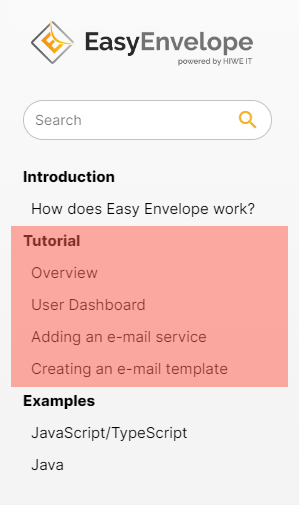 EasyEnvelope
powered by HIWE IT
Search
Introduction
How does Easy Envelope work?
Tutorial
Overview
User Dashboard
Adding an e-mail service
Creating an e-mail template
Examples
JavaScript/TypeScript
Java